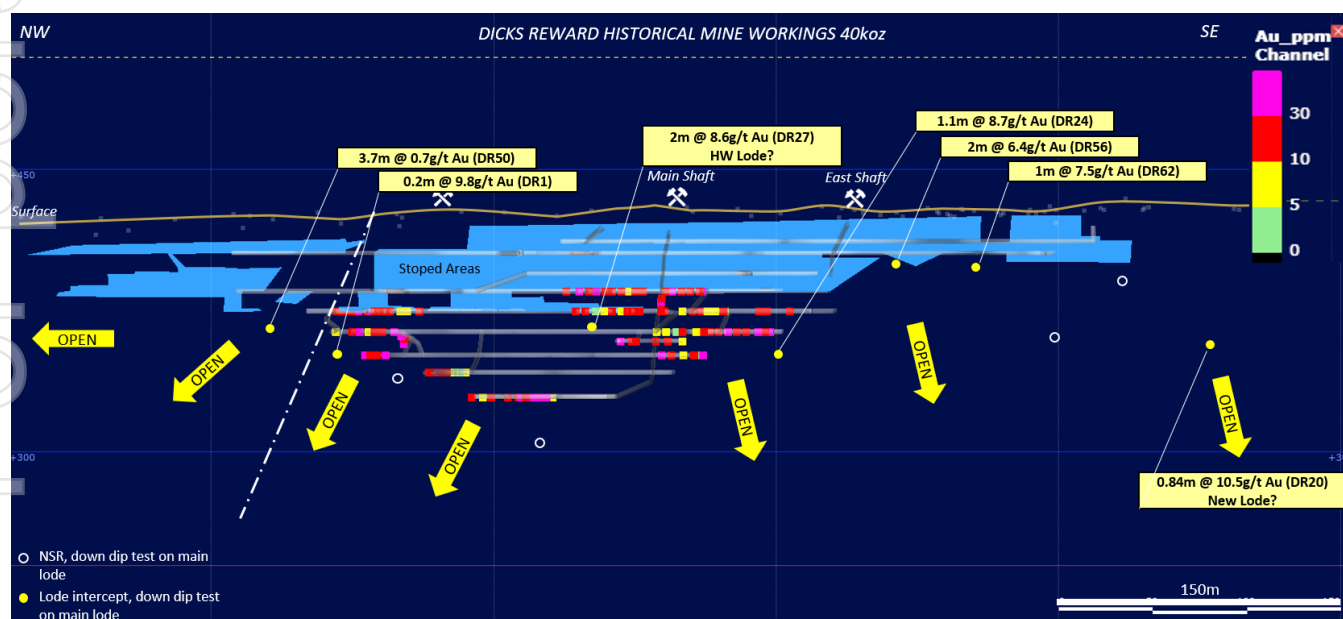 NW
DICKS REWARD HISTORICAL MINE WORKINGS 40koz
SE
Au_ppm
Channel
30
10
5
0
1.1m @ 8.7g/t Au (DR24)
2m @ 8.6g/t Au (DR27)
HW Lode?
2m @ 6.4g/t Au (DR56)
3.7m @ 0.7g/t Au (DR50)
1m @ 7.5g/t Au (DR62)
0.2m @ 9.8g/t Au (DR1)
+450
Main Shaft
East Shaft
Surface
Stoped Areas
OPEN
OPEN
OPEN
OPEN
OPEN
OPEN
OPEN
+300
0.84m @ 10.5g/t Au (DR20)
New Lode?
NSR, down dip test on main
lode
Lode intercept, down dip test
on main lode
150m